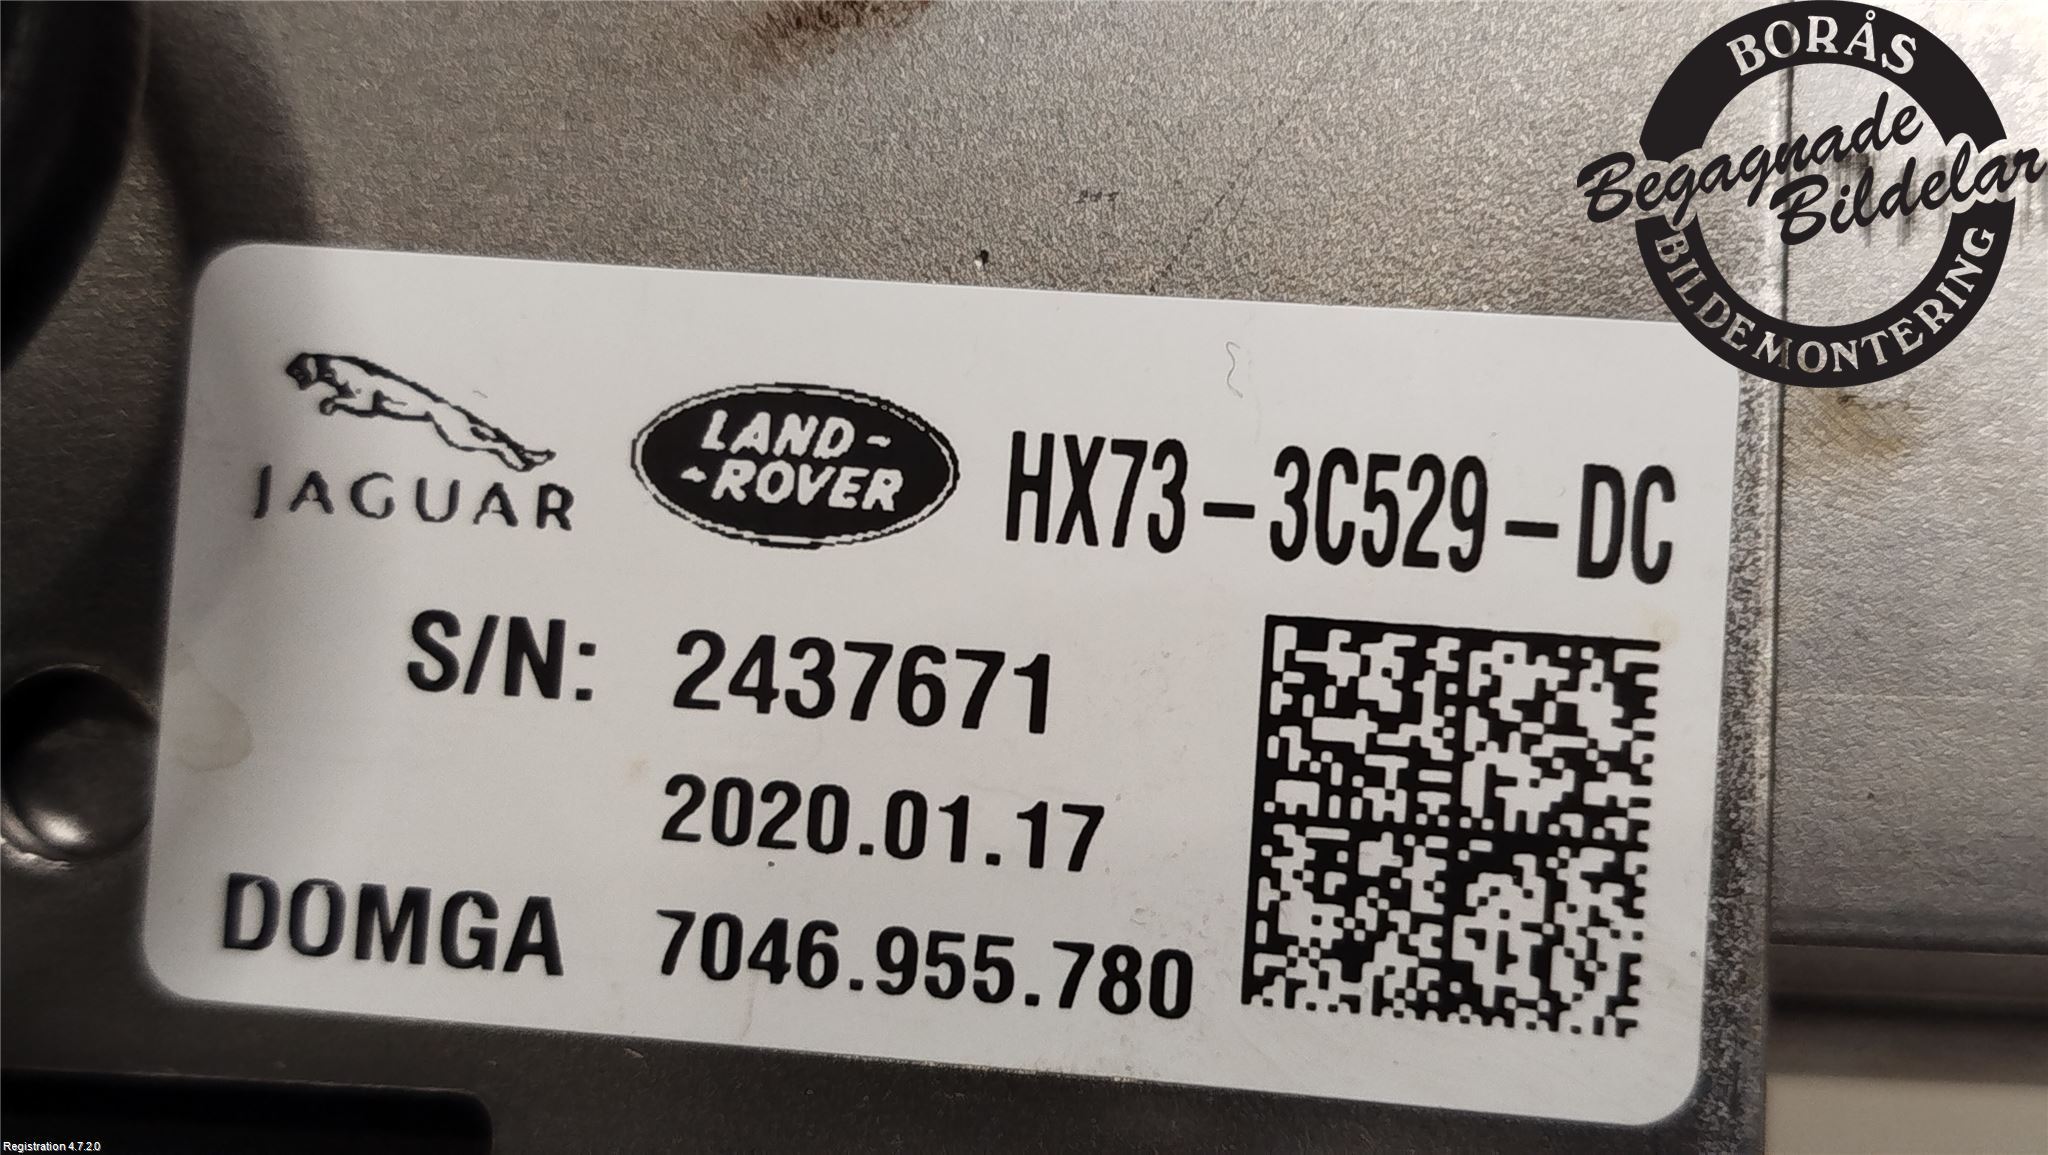 BORÅS
Begagnade
Bildelar
BILDEMONTERING
JAGUAR
LAND-
-ROVER
HX73-3C529-DC
S/N: 2437671
2020.01.17
DOMGA 7046.955.780
Registration 4.7.2.0